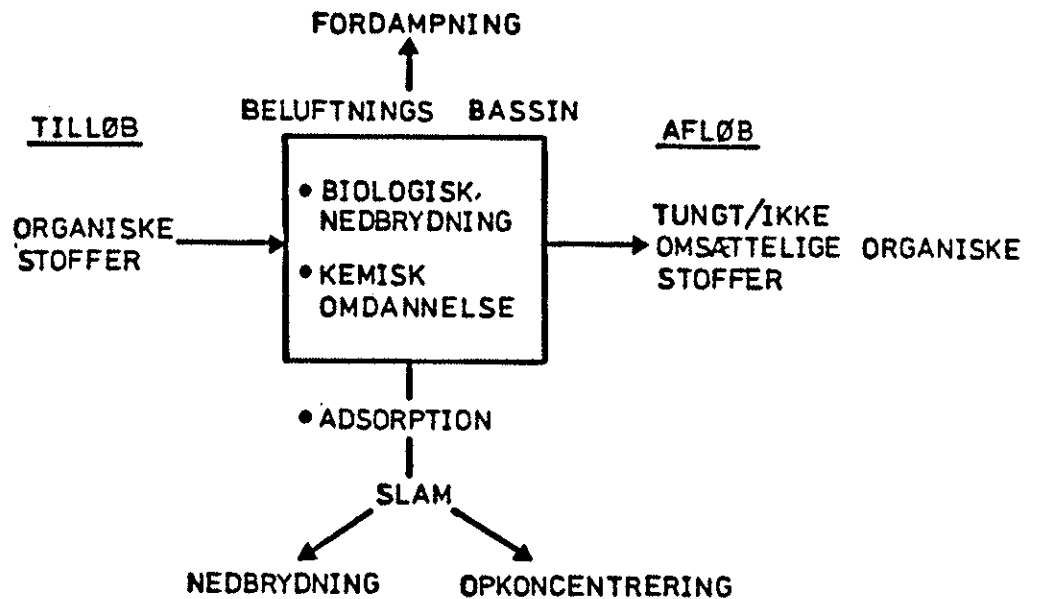 FORDAMPNING
BELUFTNINGS BASSIN
TILLØB
AFLØB
• BIOLOGISK
NEDBRYDNING
ORGANISKE
STOFFER
TUNGT/IKKE
OMSÆTTELIGE ORGANISKE
STOFFER
• KEMISK
OMDANNELSE
• ADSORPTION
SLAM
NEDBRYDNING
OPKONCENTRERING